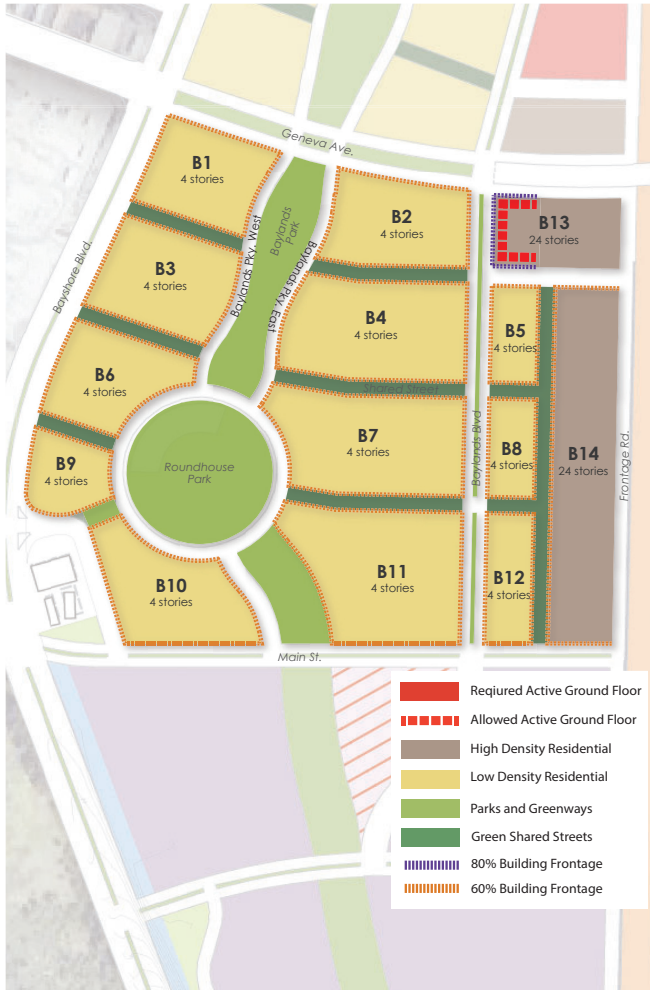 Geneva Ave.
B1
4 stories
B2
4 stories
B13
24 stories
Baylands
Park
Baylands Pky. West
Baylands Pky. East
Bayshore Blvd.
B3
4 stories
B4
4 stories
B5
4 stories
B6
4 stories
Shared Street
B7
4 stories
Baylands Blvd
B8
4 stories
B14
24 stories
Frontage Rd.
B9
4 stories
Roundhouse
Park
B10
4 stories
B11
4 stories
B12
4 stories
Main St.
Reqiured Active Ground Floor
Allowed Active Ground Floor
High Density Residential
Low Density Residential
Parks and Greenways
Green Shared Streets
80% Building Frontage
60% Building Frontage